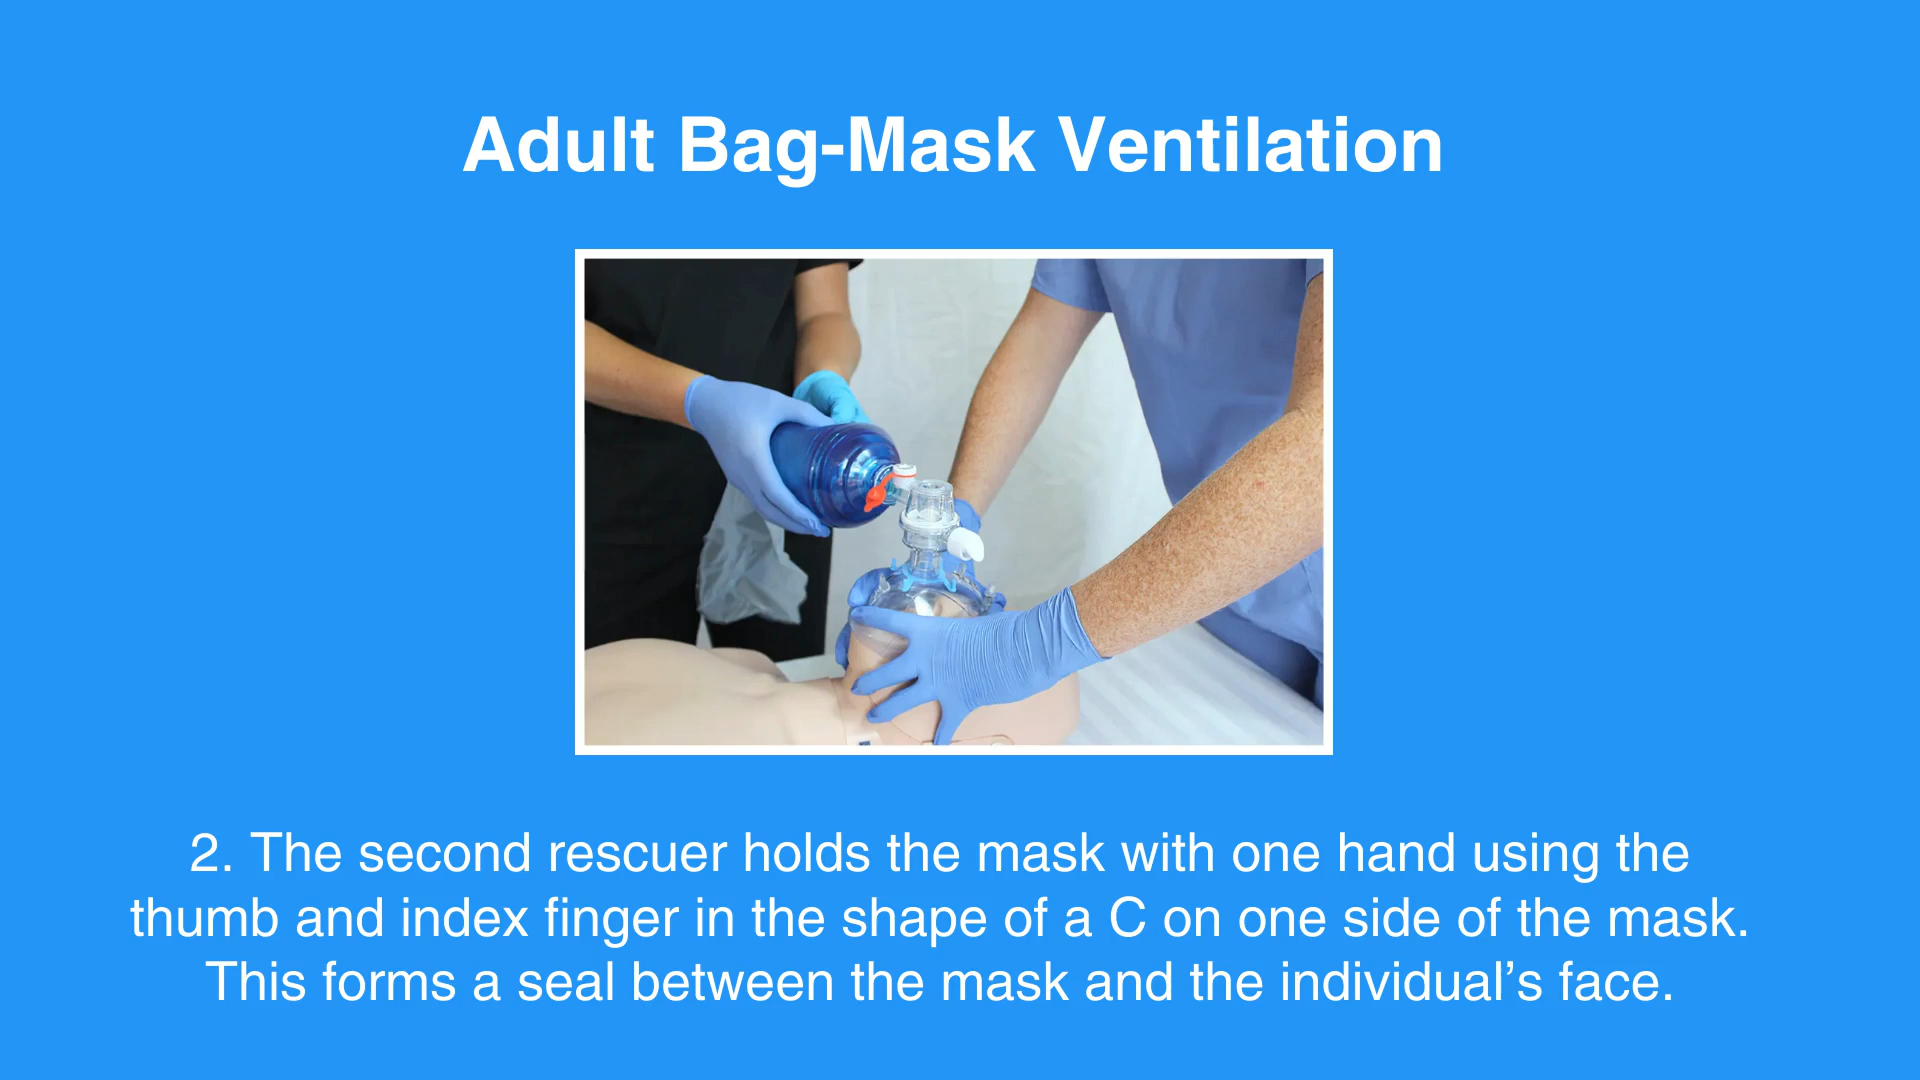 Adult Bag-Mask Ventilation
2. The second rescuer holds the mask with one hand using the
thumb and index finger in the shape of a C on one side of the mask.
This forms a seal between the mask and the individual’s face.